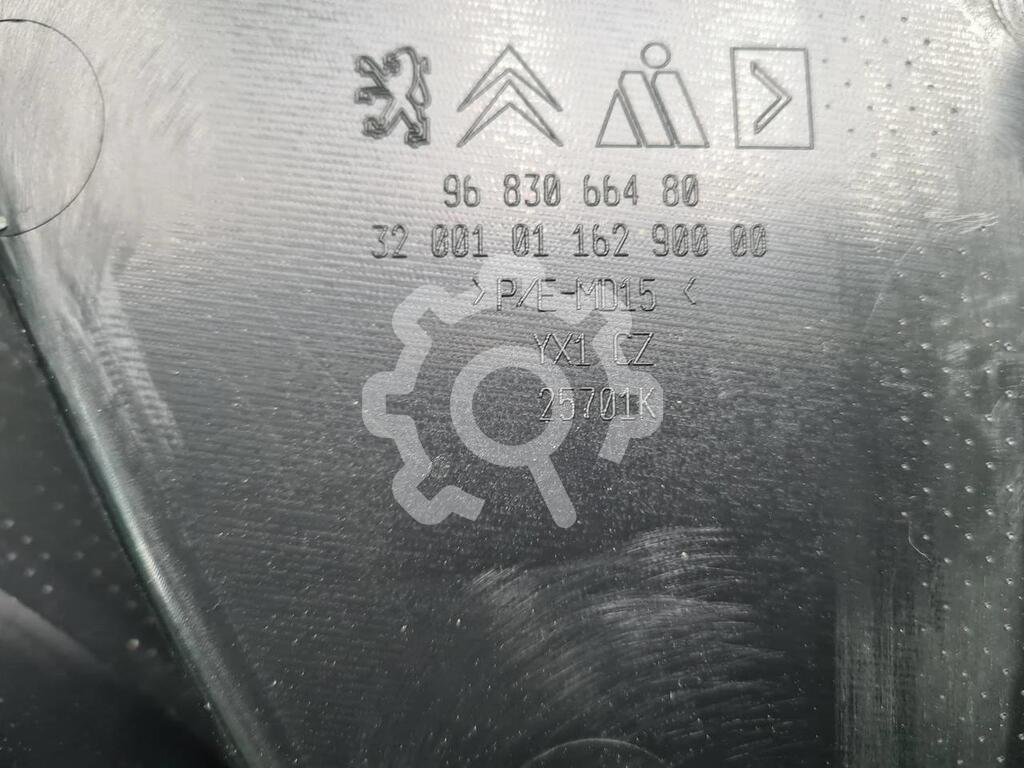 96 830 664 80
32 001 01 162 900 00
>P/E-MD15<
YX1 CZ
25701K